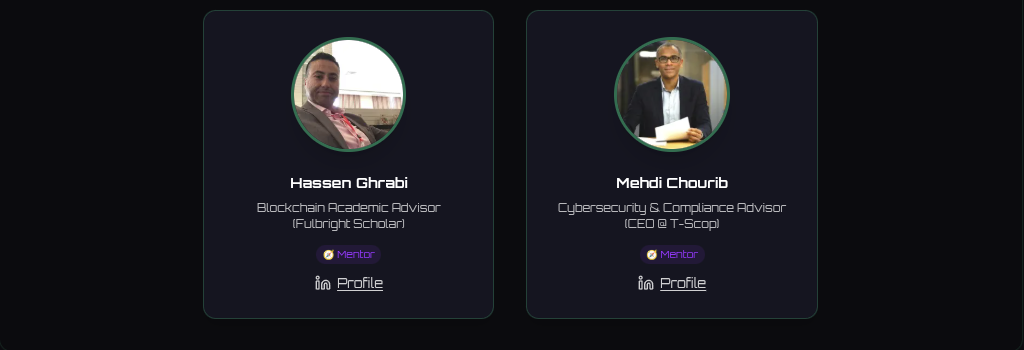 Hassen Ghrabi
Blockchain Academic Advisor
(Fulbright Scholar)
Mentor
in Profile
Mehdi Chourib
Cybersecurity & Compliance Advisor
(CEO @ T-Scop)
Mentor
in Profile